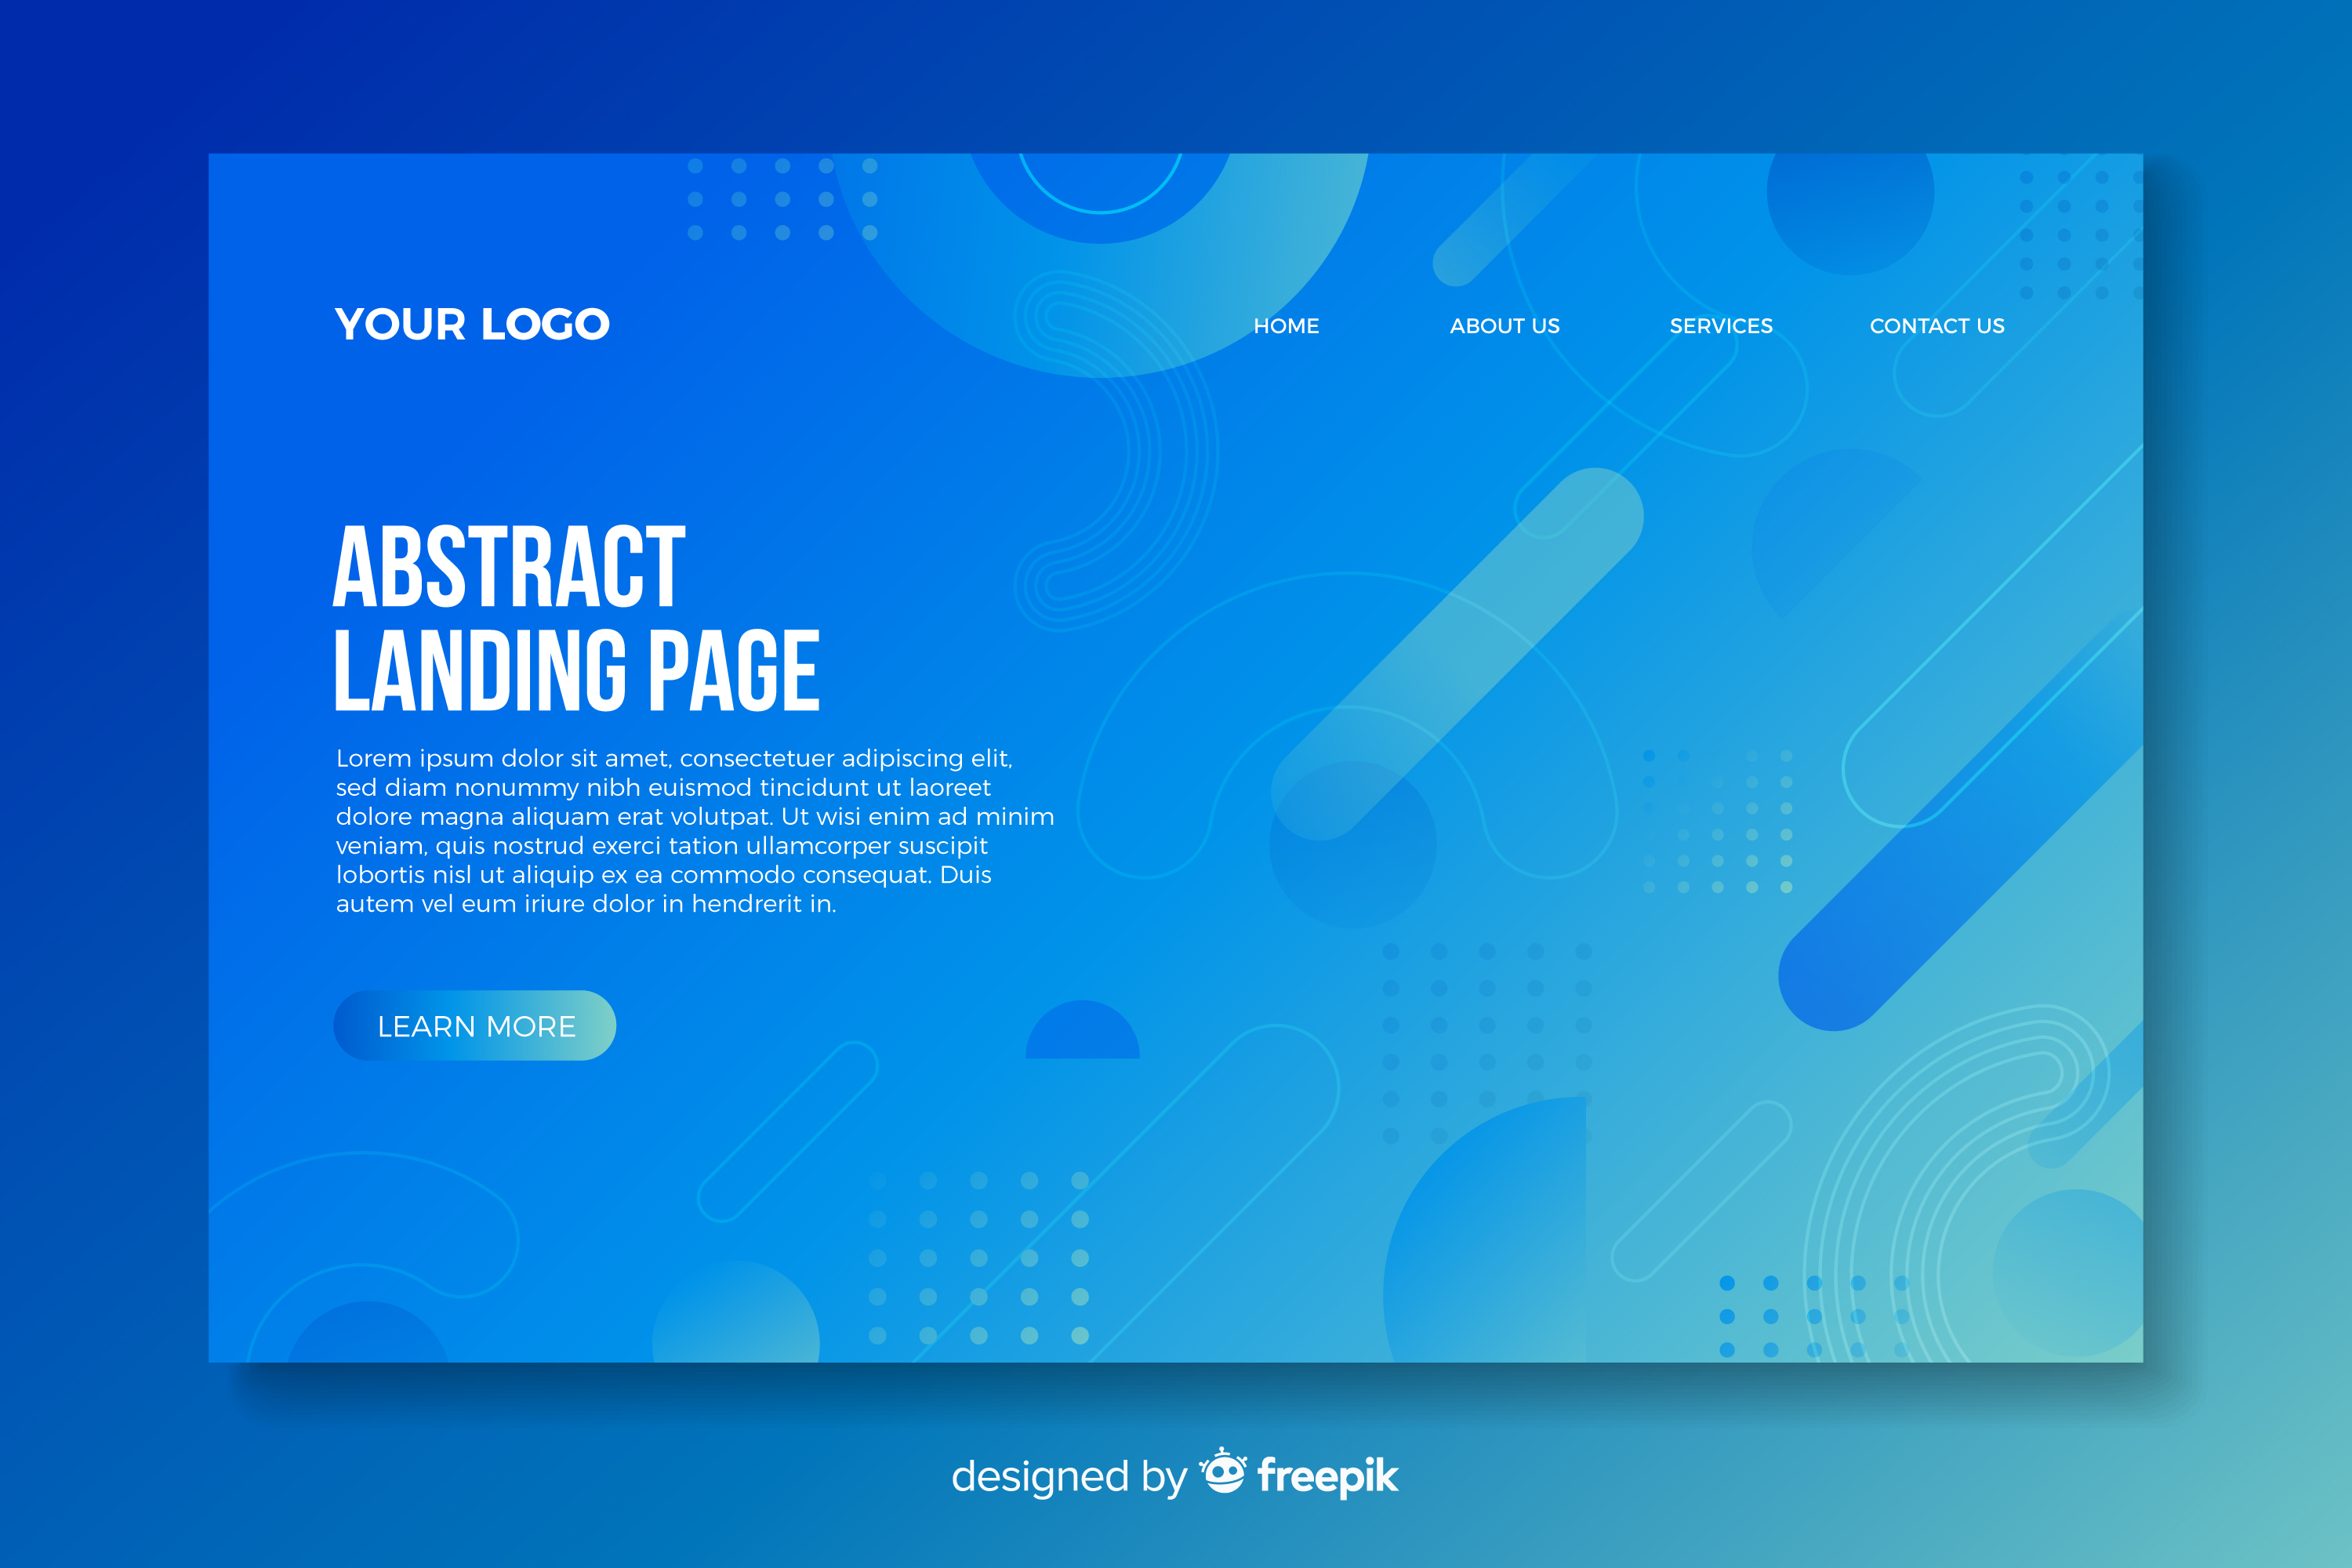 YOUR LOGO
HOME ABOUT US SERVICES CONTACT US
ABSTRACT
LANDING PAGE
Lorem ipsum dolor sit amet, consectetuer adipiscing elit,
sed diam nonummy nibh euismod tincidunt ut laoreet
dolore magna aliquam erat volutpat. Ut wisi enim ad minim
veniam, quis nostrud exerci tation ullamcorper suscipit
lobortis nisl ut aliquip ex ea commodo consequat. Duis
autem vel eum iriure dolor in hendrerit in.
LEARN MORE
designed by freepik